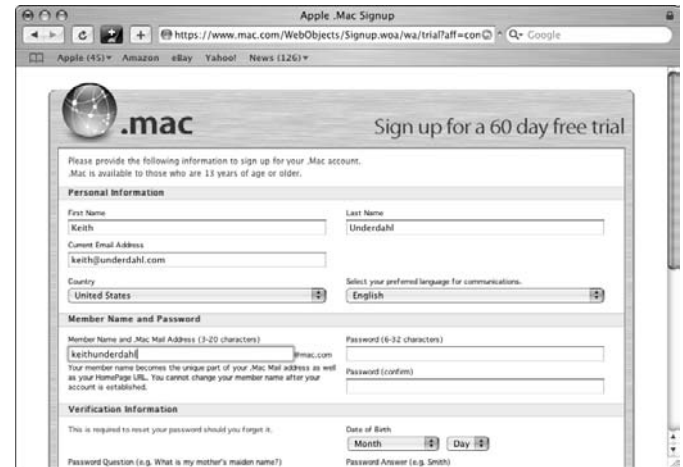 Apple .Mac Signup
https://www.mac.com/WebObjects/Signup.woa/wa/trial?aff=con
Google
Apple (45) Amazon eBay Yahoo! News (126)
.mac
Sign up for a 60 day free trial
Please provide the following information to sign up for your .Mac account.
.Mac is available to those who are 13 years of age or older.
Personal Information
First Name Last Name
Keith Underdahl
Current Email Address
keith@underdahl.com
Country Select your preferred language for communications.
United States English
Member Name and Password
Member Name and .Mac Mail Address (3-20 characters) Password (6-32 characters)
keithunderdahl @mac.com
Your member name becomes the unique part of your .Mac Mail address as well
as your HomePage URL. You cannot change your member name after your
account is established.
Password (confirm)
Verification Information
This is required to reset your password should you forget it. Date of Birth
Month Day
Password Question (e.g. What is my mother's maiden name?) Password Answer (e.g. Smith)